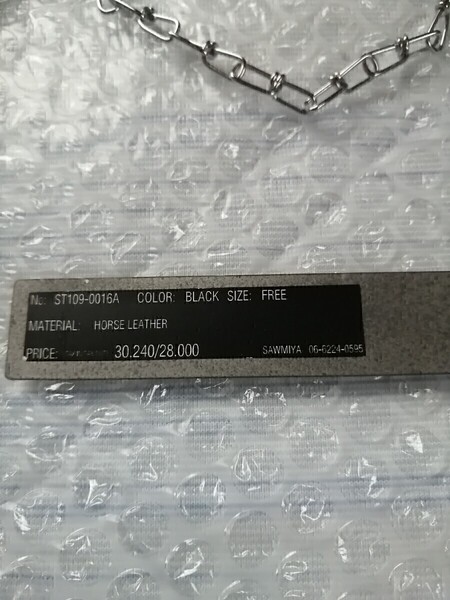 No: ST109-0016A COLOR: BLACK SIZE: FREE
MATERIAL: HORSE LEATHER
PRICE: 30.240/28.000 SAWMIYA 06-6224-0595